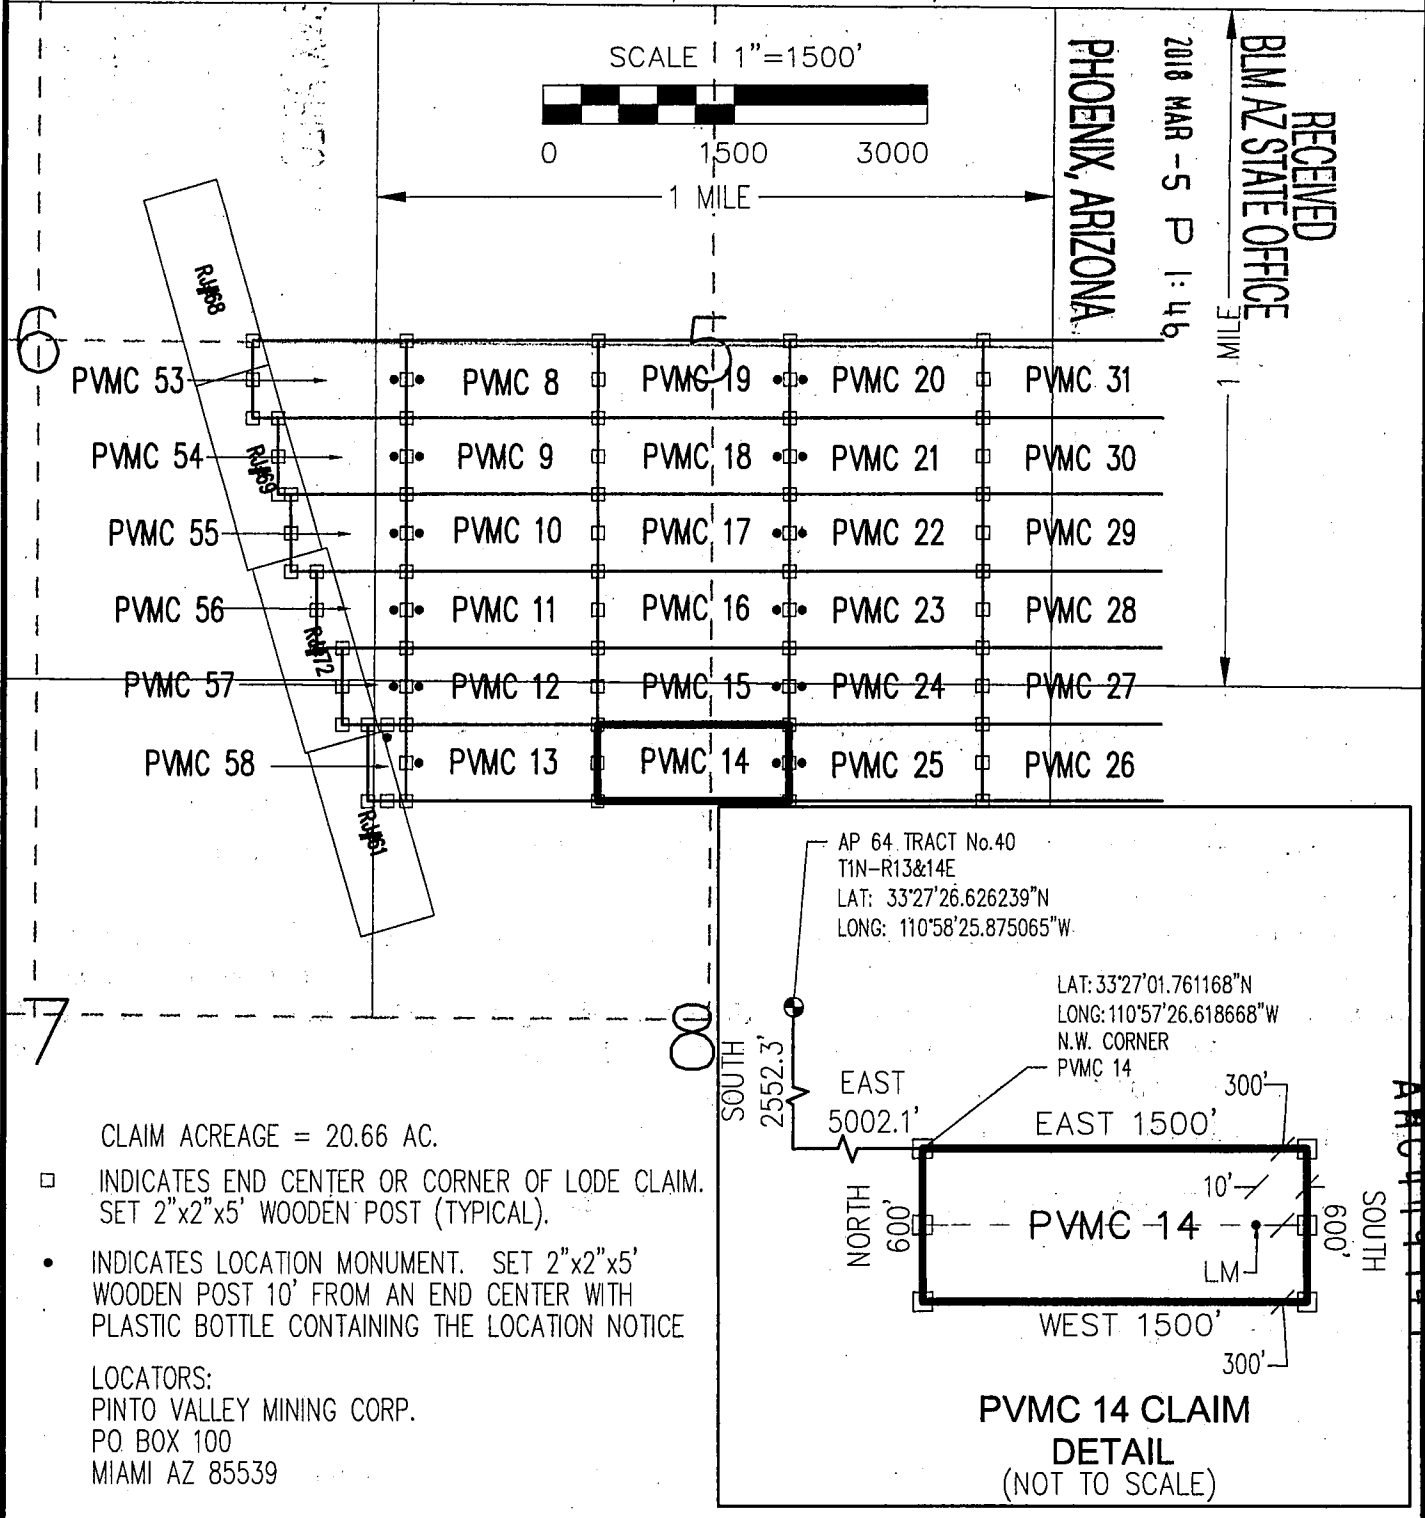 SCALE 1"=1500'
0 1500 3000
1 MILE
RECEIVED
BLM AZ STATE OFFICE
2018 MAR -5 P 1:46
PHOENIX, ARIZONA
1 MILE
6
5
RJ#68
PVMC 53
PVMC 8
PVMC 19
PVMC 20
PVMC 31
PVMC 54
RJ#69
PVMC 9
PVMC 18
PVMC 21
PVMC 30
PVMC 55
PVMC 10
PVMC 17
PVMC 22
PVMC 29
PVMC 56
PVMC 11
PVMC 16
PVMC 23
PVMC 28
RJ#72
PVMC 57
PVMC 12
PVMC 15
PVMC 24
PVMC 27
PVMC 58
PVMC 13
PVMC 14
PVMC 25
PVMC 26
RJ#61
7
8
AP 64 TRACT No.40
T1N-R13&14E
LAT: 33°27'26.626239"N
LONG: 110°58'25.875065"W
LAT: 33°27'01.761168"N
LONG: 110°57'26.618668"W
N.W. CORNER
PVMC 14
SOUTH
2552.3'
EAST
5002.1'
300'
EAST 1500'
10'
NORTH
600'
PVMC 14
LM
600'
SOUTH
WEST 1500'
300'
PVMC 14 CLAIM
DETAIL
(NOT TO SCALE)
CLAIM ACREAGE = 20.66 AC.
INDICATES END CENTER OR CORNER OF LODE CLAIM.
SET 2"x2"x5' WOODEN POST (TYPICAL).
INDICATES LOCATION MONUMENT. SET 2"x2"x5'
WOODEN POST 10' FROM AN END CENTER WITH
PLASTIC BOTTLE CONTAINING THE LOCATION NOTICE
LOCATORS:
PINTO VALLEY MINING CORP.
PO BOX 100
MIAMI AZ 85539